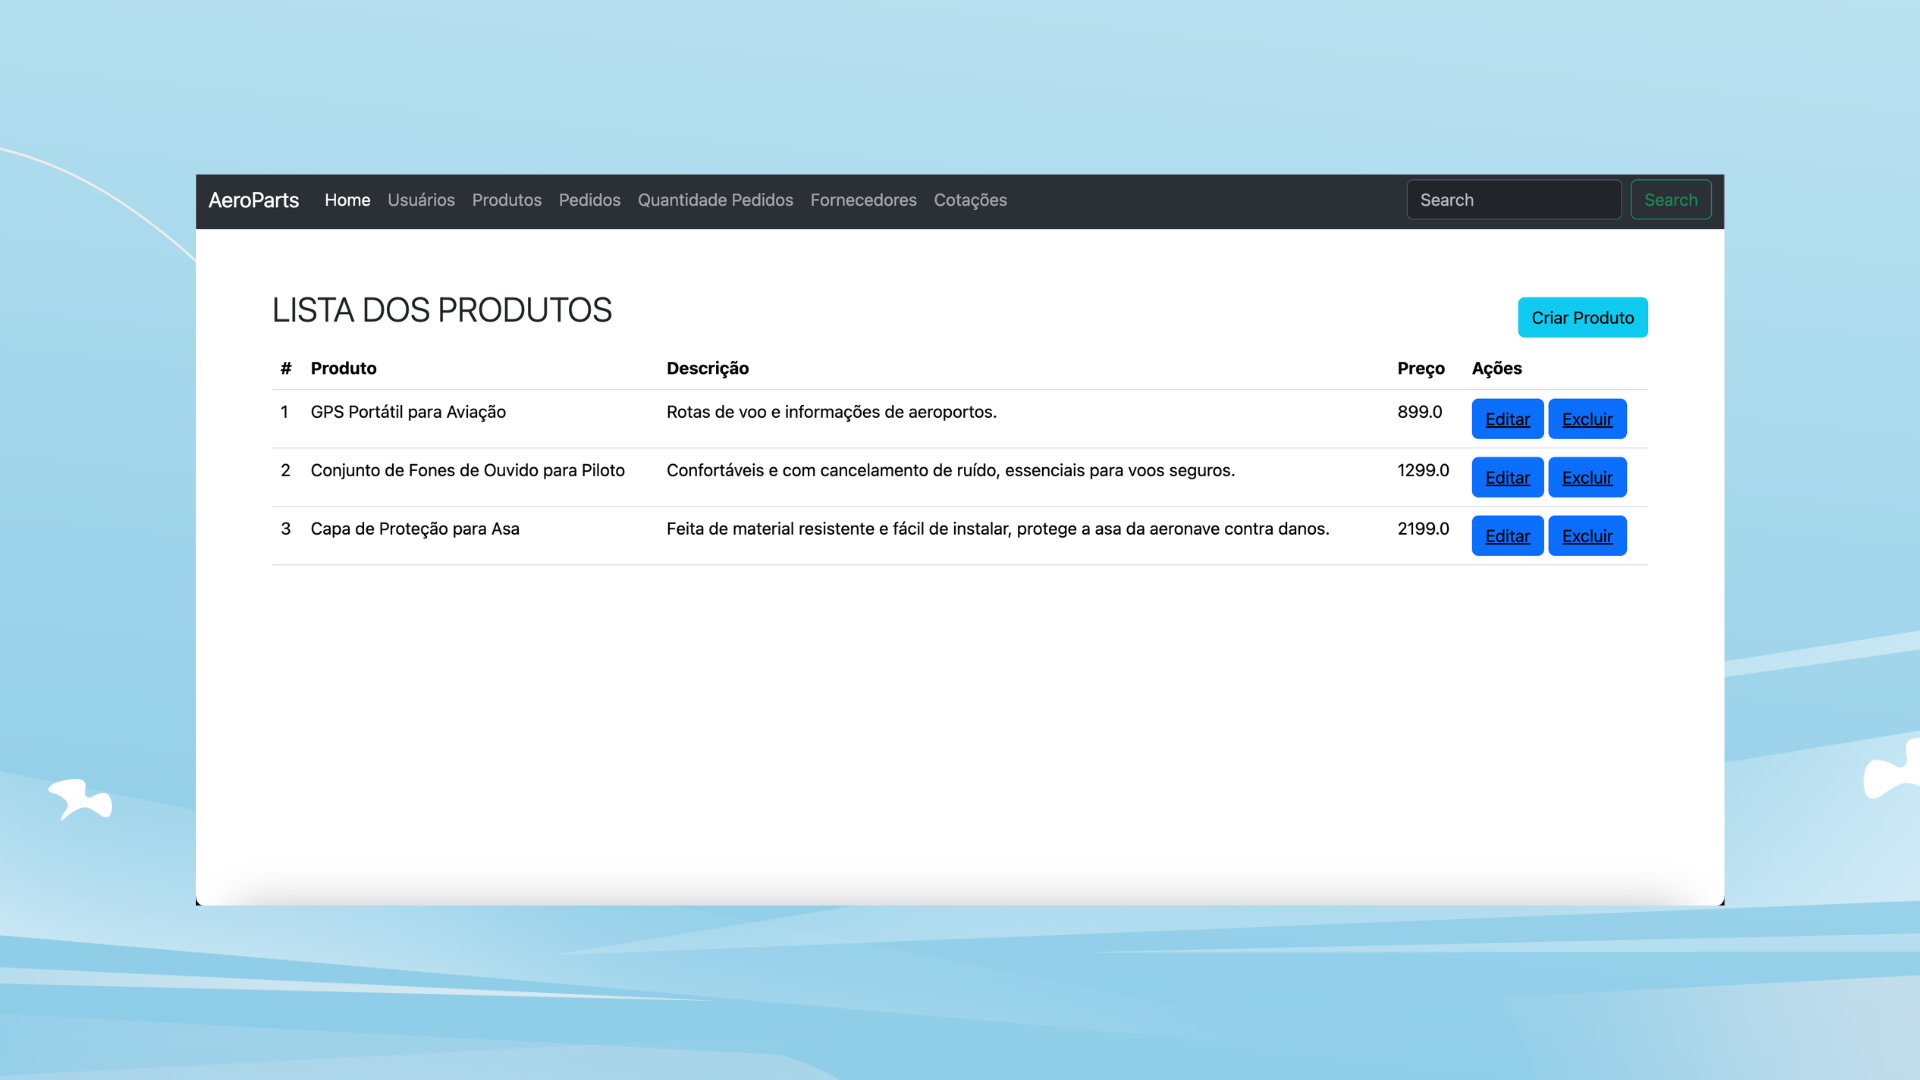 AeroParts Home Usuários Produtos Pedidos Quantidade Pedidos Fornecedores Cotações Search Search
LISTA DOS PRODUTOS
Criar Produto
# Produto Descrição Preço Ações
1 GPS Portátil para Aviação Rotas de voo e informações de aeroportos. 899.0 Editar Excluir
2 Conjunto de Fones de Ouvido para Piloto Confortáveis e com cancelamento de ruído, essenciais para voos seguros. 1299.0 Editar Excluir
3 Capa de Proteção para Asa Feita de material resistente e fácil de instalar, protege a asa da aeronave contra danos. 2199.0 Editar Excluir